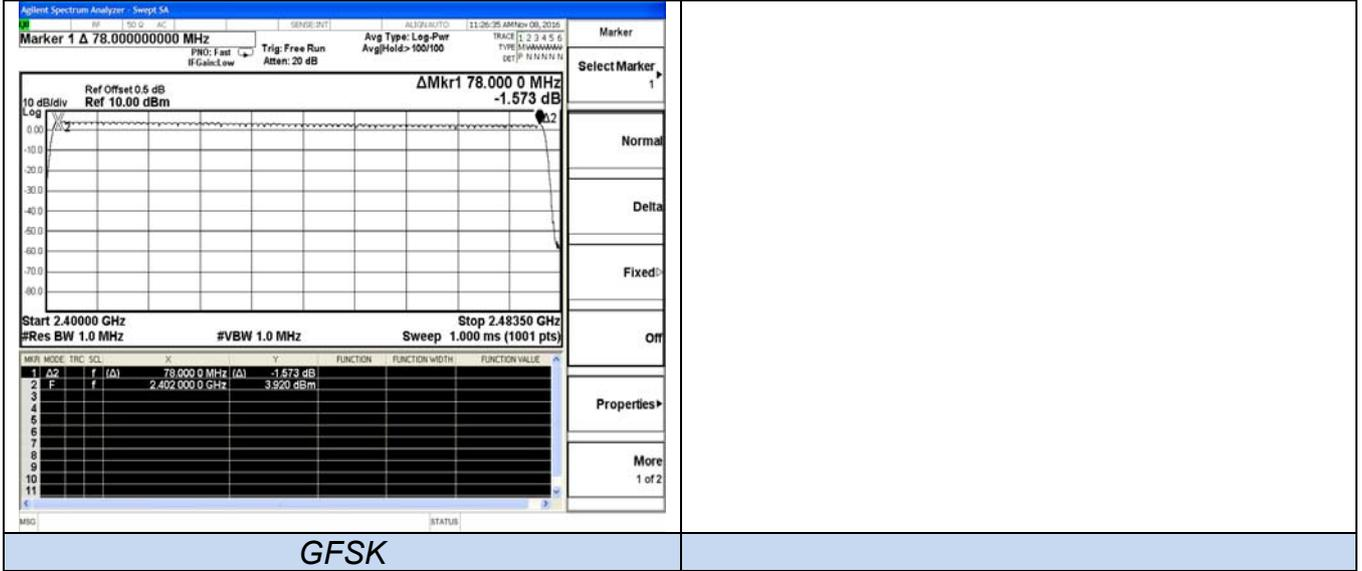 Agilent Spectrum Analyzer - Swept SA
RF 50 Ω AC SENSE:INT ALIGNAUTO 11:26:35 AM Nov 08, 2016
Marker 1 Δ 78.000000000 MHz
PNO: Fast
IFGain:Low
Trig: Free Run
Atten: 20 dB
Avg Type: Log-Pwr
Avg|Hold:>100/100
TRACE 1 2 3 4 5 6
TYPE MWWWWW
DET P N N N N N
Marker
Select Marker
1
Normal
Delta
Fixed
Off
Properties
More
1 of 2
ΔMkr1 78.000 0 MHz
-1.573 dB
Ref Offset 0.5 dB
10 dB/div Ref 10.00 dBm
Log
0.00
-10.0
-20.0
-30.0
-40.0
-50.0
-60.0
-70.0
-80.0
2
Δ2
Start 2.40000 GHz Stop 2.48350 GHz
#Res BW 1.0 MHz #VBW 1.0 MHz Sweep 1.000 ms (1001 pts)
MKR MODE TRC SCL X Y FUNCTION FUNCTION WIDTH FUNCTION VALUE
1 Δ2 f (Δ) 78.000 0 MHz (Δ) -1.573 dB
2 F f 2.402 000 0 GHz 3.920 dBm
3
4
5
6
7
8
9
10
11
MSG STATUS
GFSK